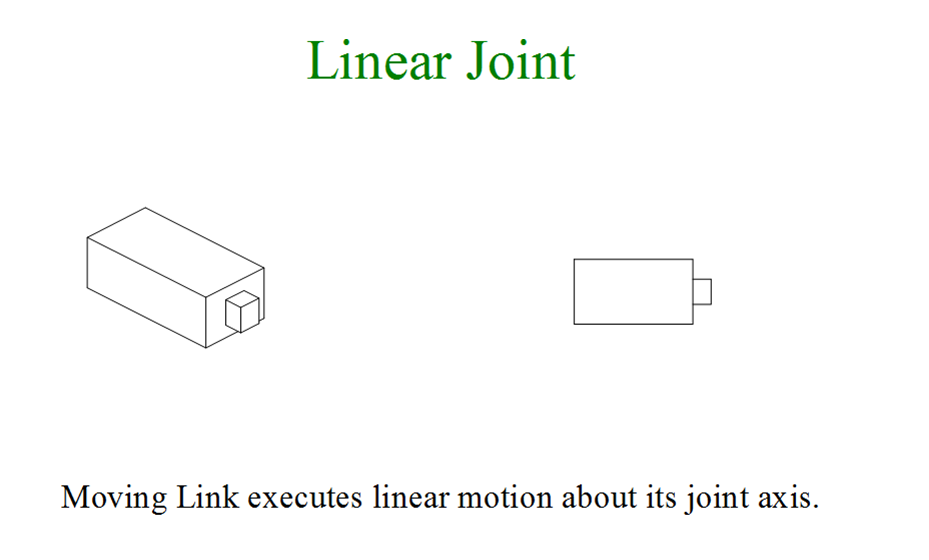 Linear Joint
Moving Link executes linear motion about its joint axis.